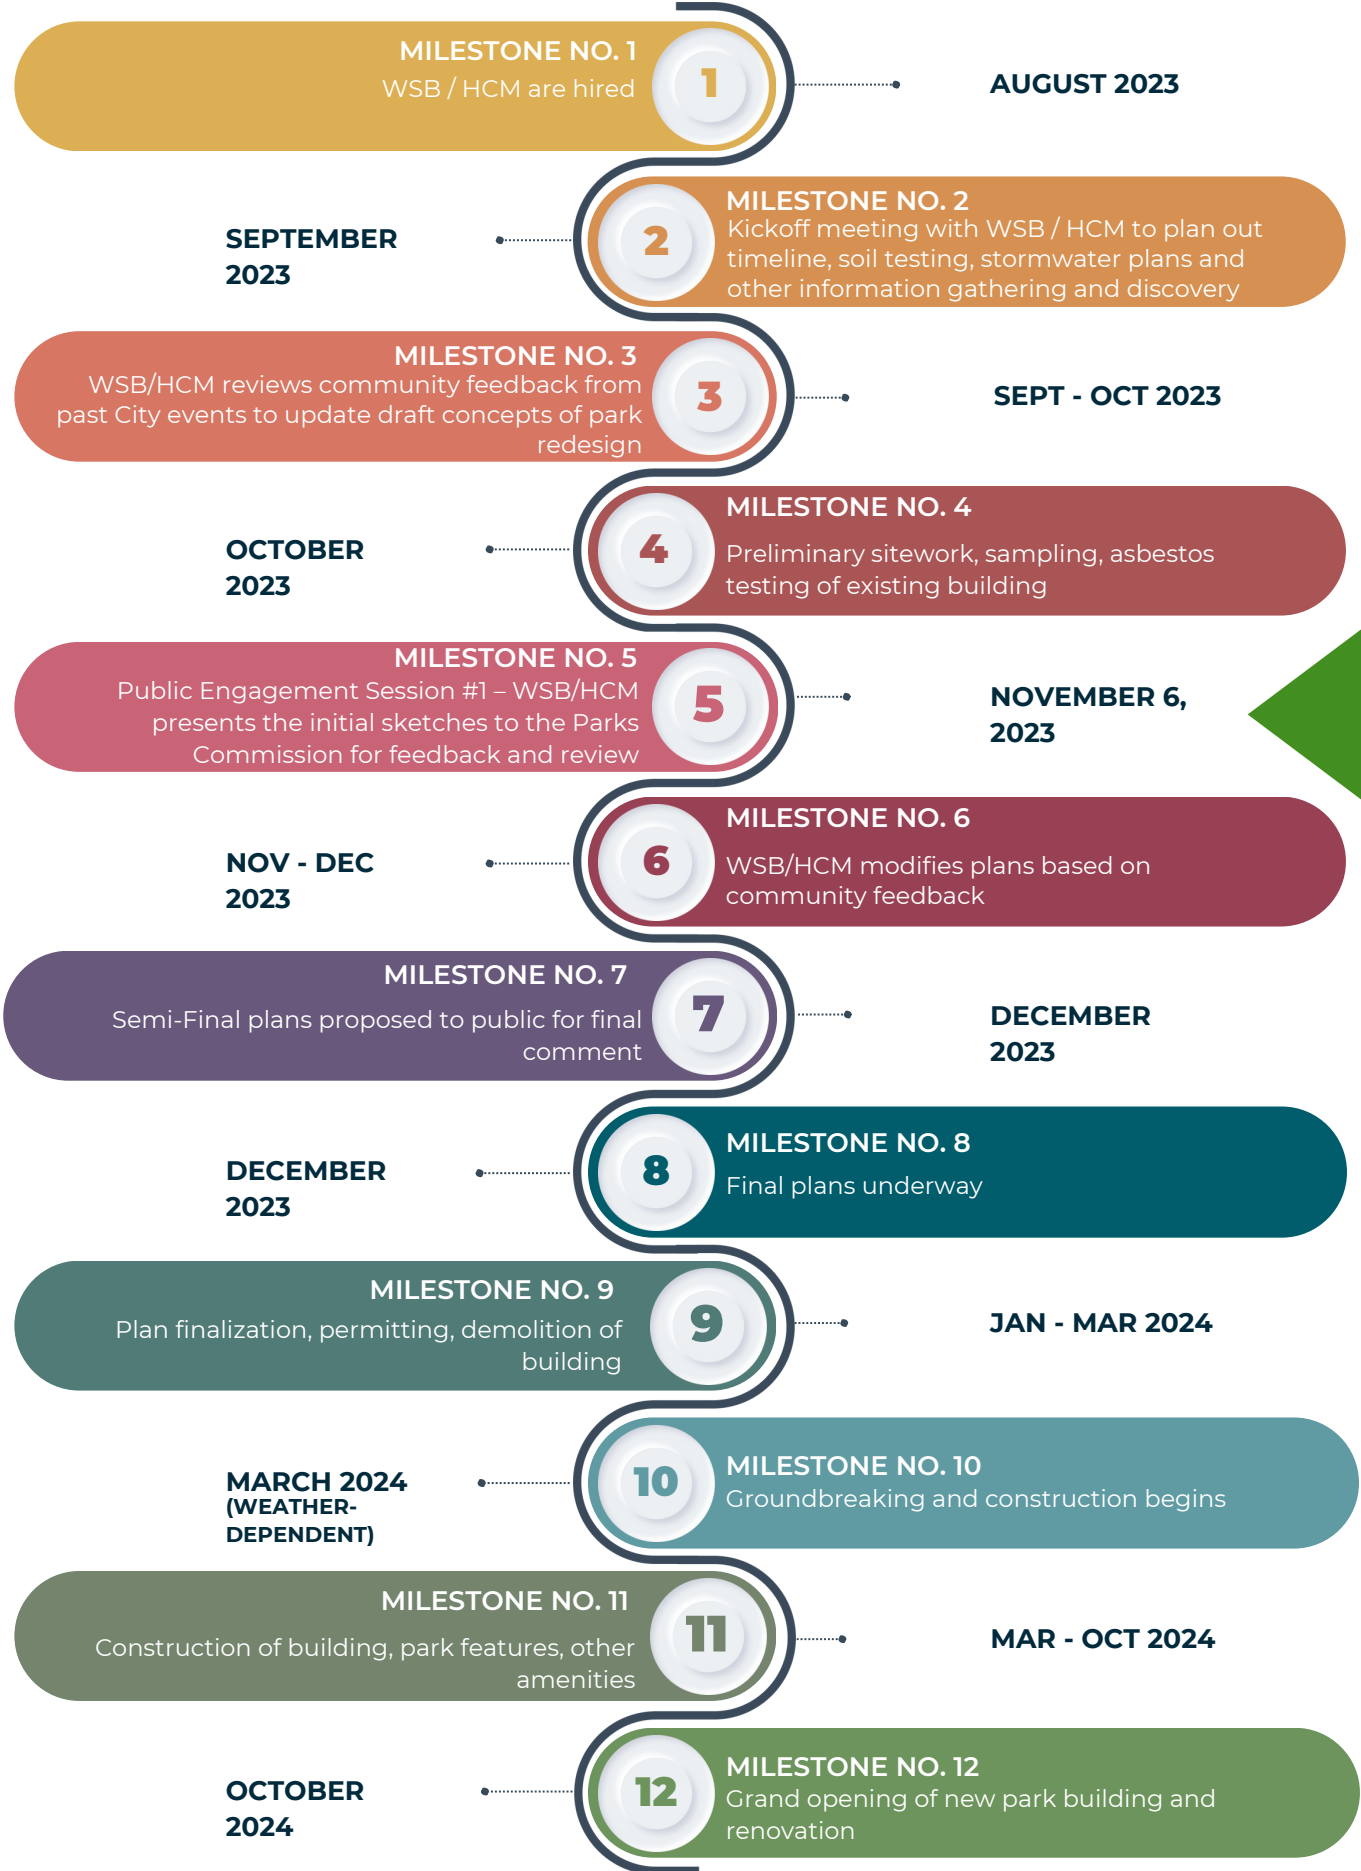 MILESTONE NO. 1
WSB / HCM are hired
1
AUGUST 2023
SEPTEMBER
2023
2
MILESTONE NO. 2
Kickoff meeting with WSB / HCM to plan out
timeline, soil testing, stormwater plans and
other information gathering and discovery
MILESTONE NO. 3
WSB/HCM reviews community feedback from
past City events to update draft concepts of park
redesign
3
SEPT - OCT 2023
OCTOBER
2023
4
MILESTONE NO. 4
Preliminary sitework, sampling, asbestos
testing of existing building
MILESTONE NO. 5
Public Engagement Session #1 – WSB/HCM
presents the initial sketches to the Parks
Commission for feedback and review
5
NOVEMBER 6,
2023
NOV - DEC
2023
6
MILESTONE NO. 6
WSB/HCM modifies plans based on
community feedback
MILESTONE NO. 7
Semi-Final plans proposed to public for final
comment
7
DECEMBER
2023
DECEMBER
2023
8
MILESTONE NO. 8
Final plans underway
MILESTONE NO. 9
Plan finalization, permitting, demolition of
building
9
JAN - MAR 2024
MARCH 2024
(WEATHER-
DEPENDENT)
10
MILESTONE NO. 10
Groundbreaking and construction begins
MILESTONE NO. 11
Construction of building, park features, other
amenities
11
MAR - OCT 2024
OCTOBER
2024
12
MILESTONE NO. 12
Grand opening of new park building and
renovation